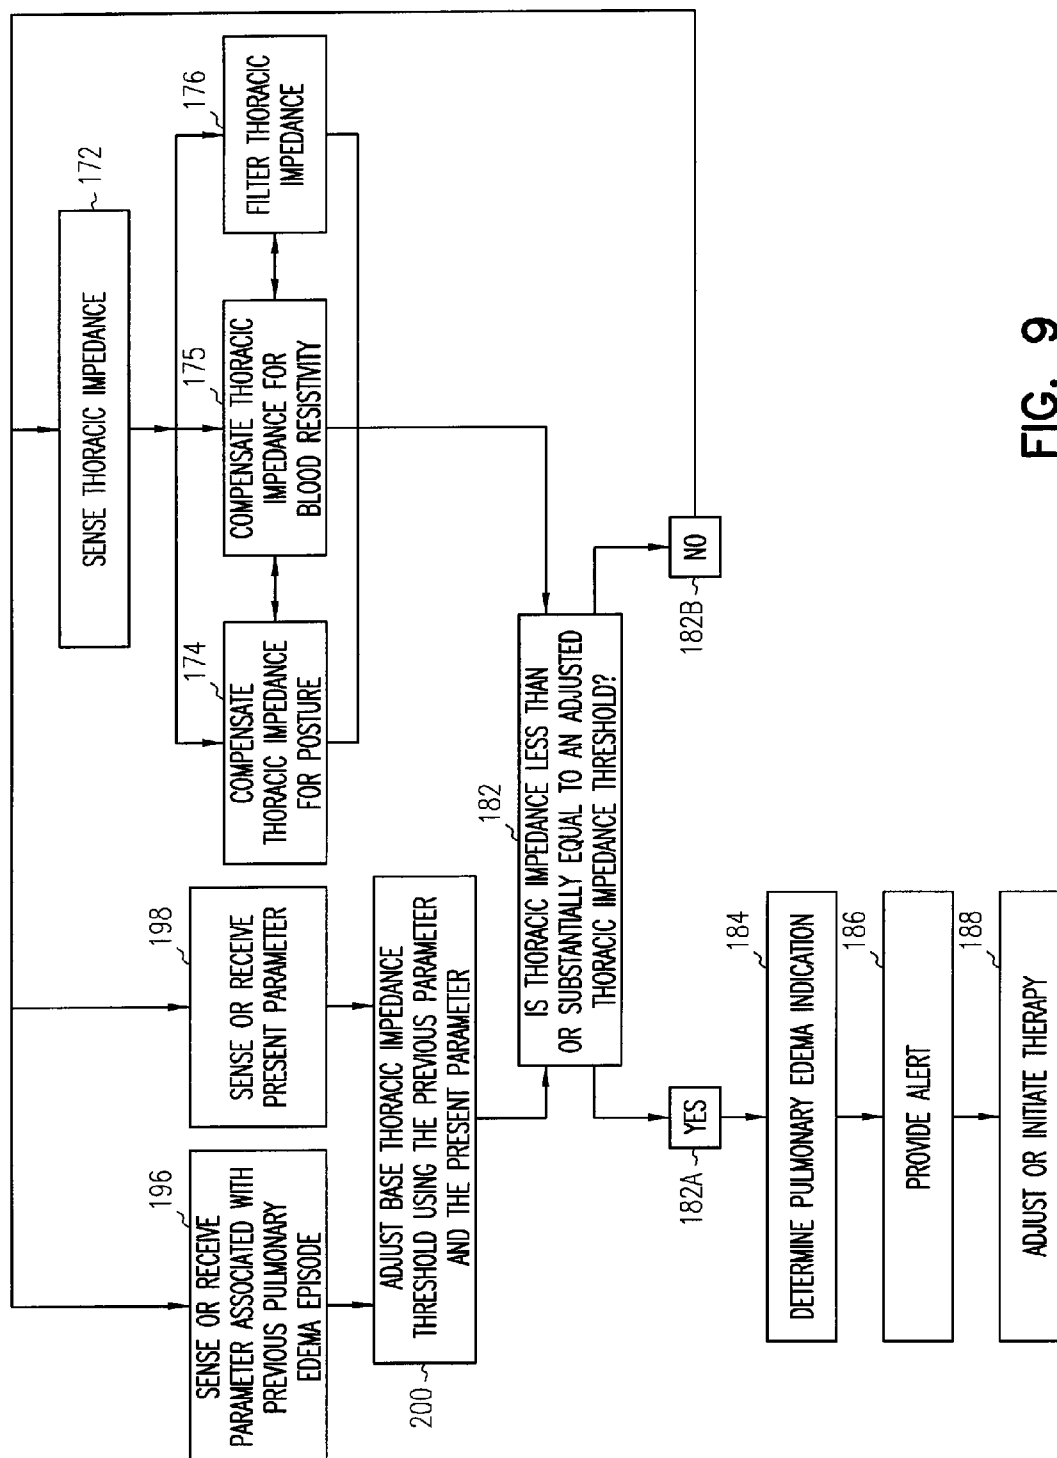 SENSE OR RECEIVE
PARAMETER ASSOCIATED WITH
PREVIOUS PULMONARY
EDEMA EPISODE
196
SENSE OR RECEIVE
PRESENT PARAMETER
198
SENSE THORACIC IMPEDANCE
172
COMPENSATE
THORACIC IMPEDANCE
FOR POSTURE
174
COMPENSATE THORACIC
IMPEDANCE FOR
BLOOD RESISTIVITY
175
FILTER THORACIC
IMPEDANCE
176
200
ADJUST BASE THORACIC IMPEDANCE
THRESHOLD USING THE PREVIOUS PARAMETER
AND THE PRESENT PARAMETER
182
IS THORACIC IMPEDANCE LESS THAN
OR SUBSTANTIALLY EQUAL TO AN ADJUSTED
THORACIC IMPEDANCE THRESHOLD?
182A
YES
182B
NO
DETERMINE PULMONARY EDEMA INDICATION
184
PROVIDE ALERT
186
ADJUST OR INITIATE THERAPY
188
FIG. 9